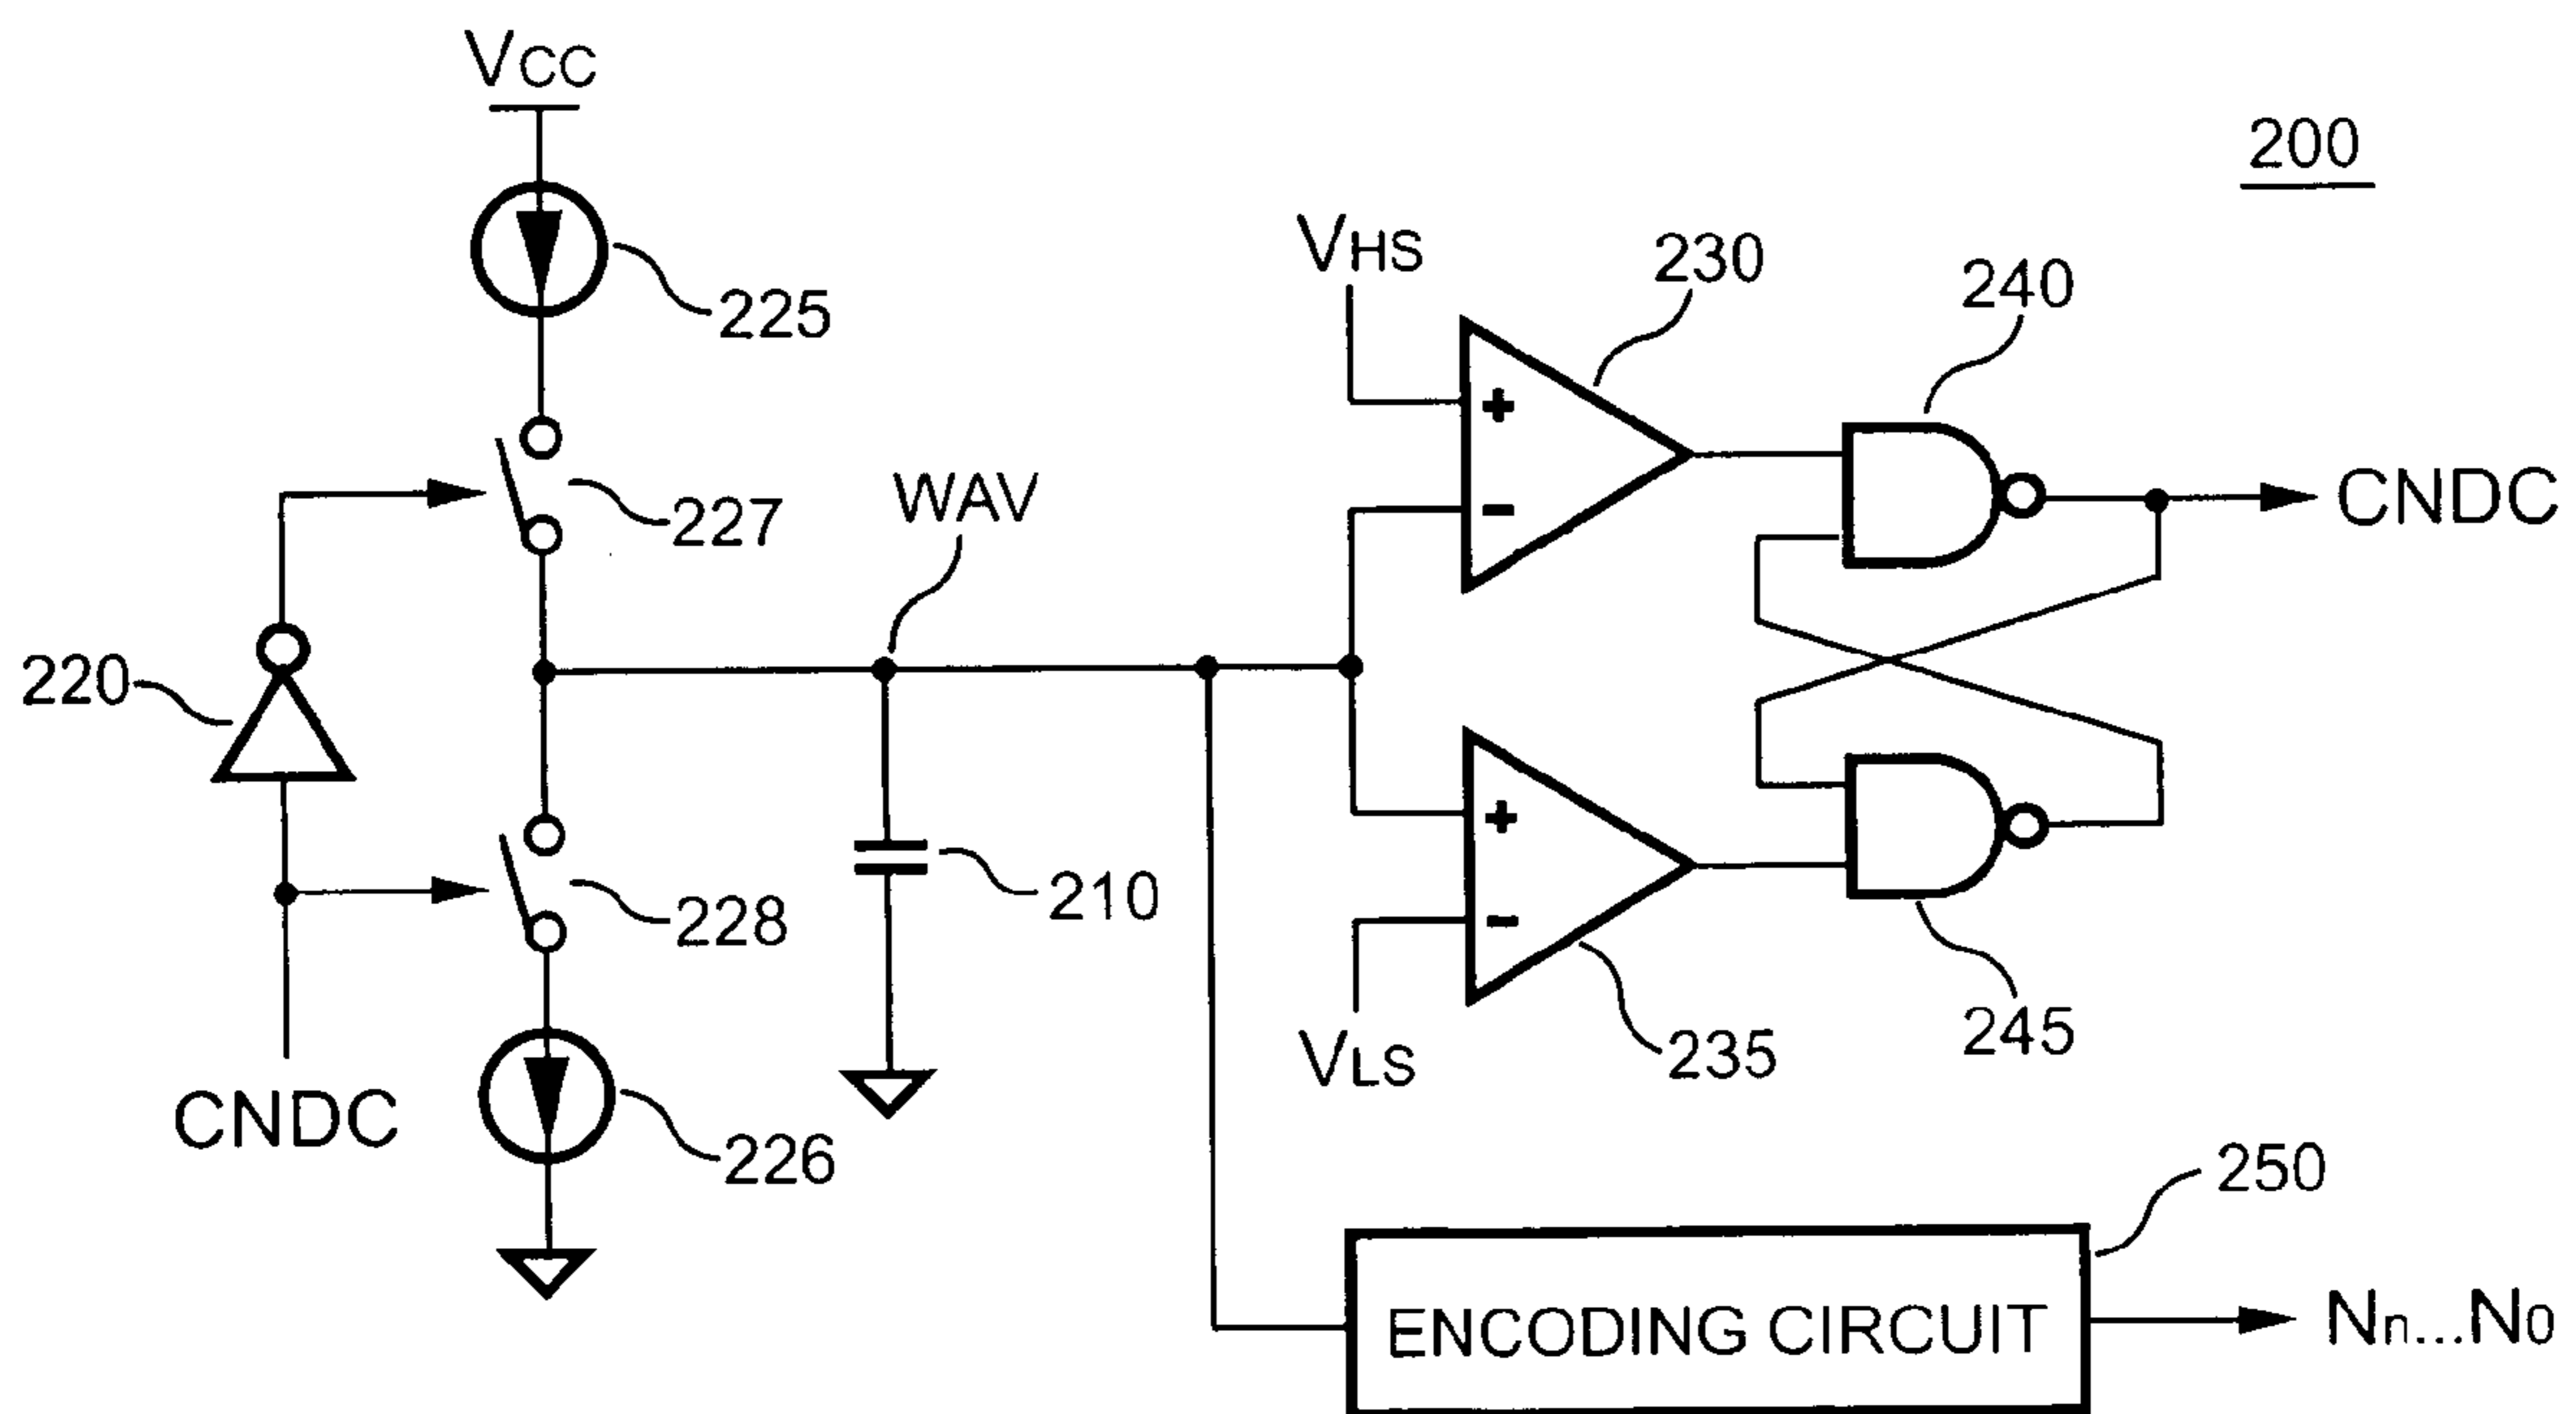 VCC
200
VHS
230
240
225
WAV
227
CNDC
220
210
228
VLS
235
245
CNDC
226
250
ENCODING CIRCUIT
Nn...N0
+
-
+
-